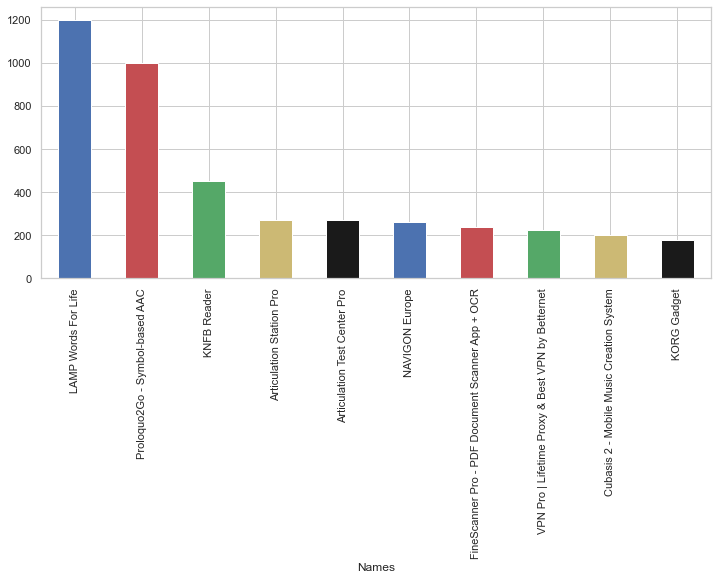 1200
1000
800
600
400
200
0
LAMP Words For Life
Proloquo2Go - Symbol-based AAC
KNFB Reader
Articulation Station Pro
Articulation Test Center Pro
NAVIGON Europe
FineScanner Pro - PDF Document Scanner App + OCR
VPN Pro | Lifetime Proxy & Best VPN by Betternet
Cubasis 2 - Mobile Music Creation System
KORG Gadget
Names